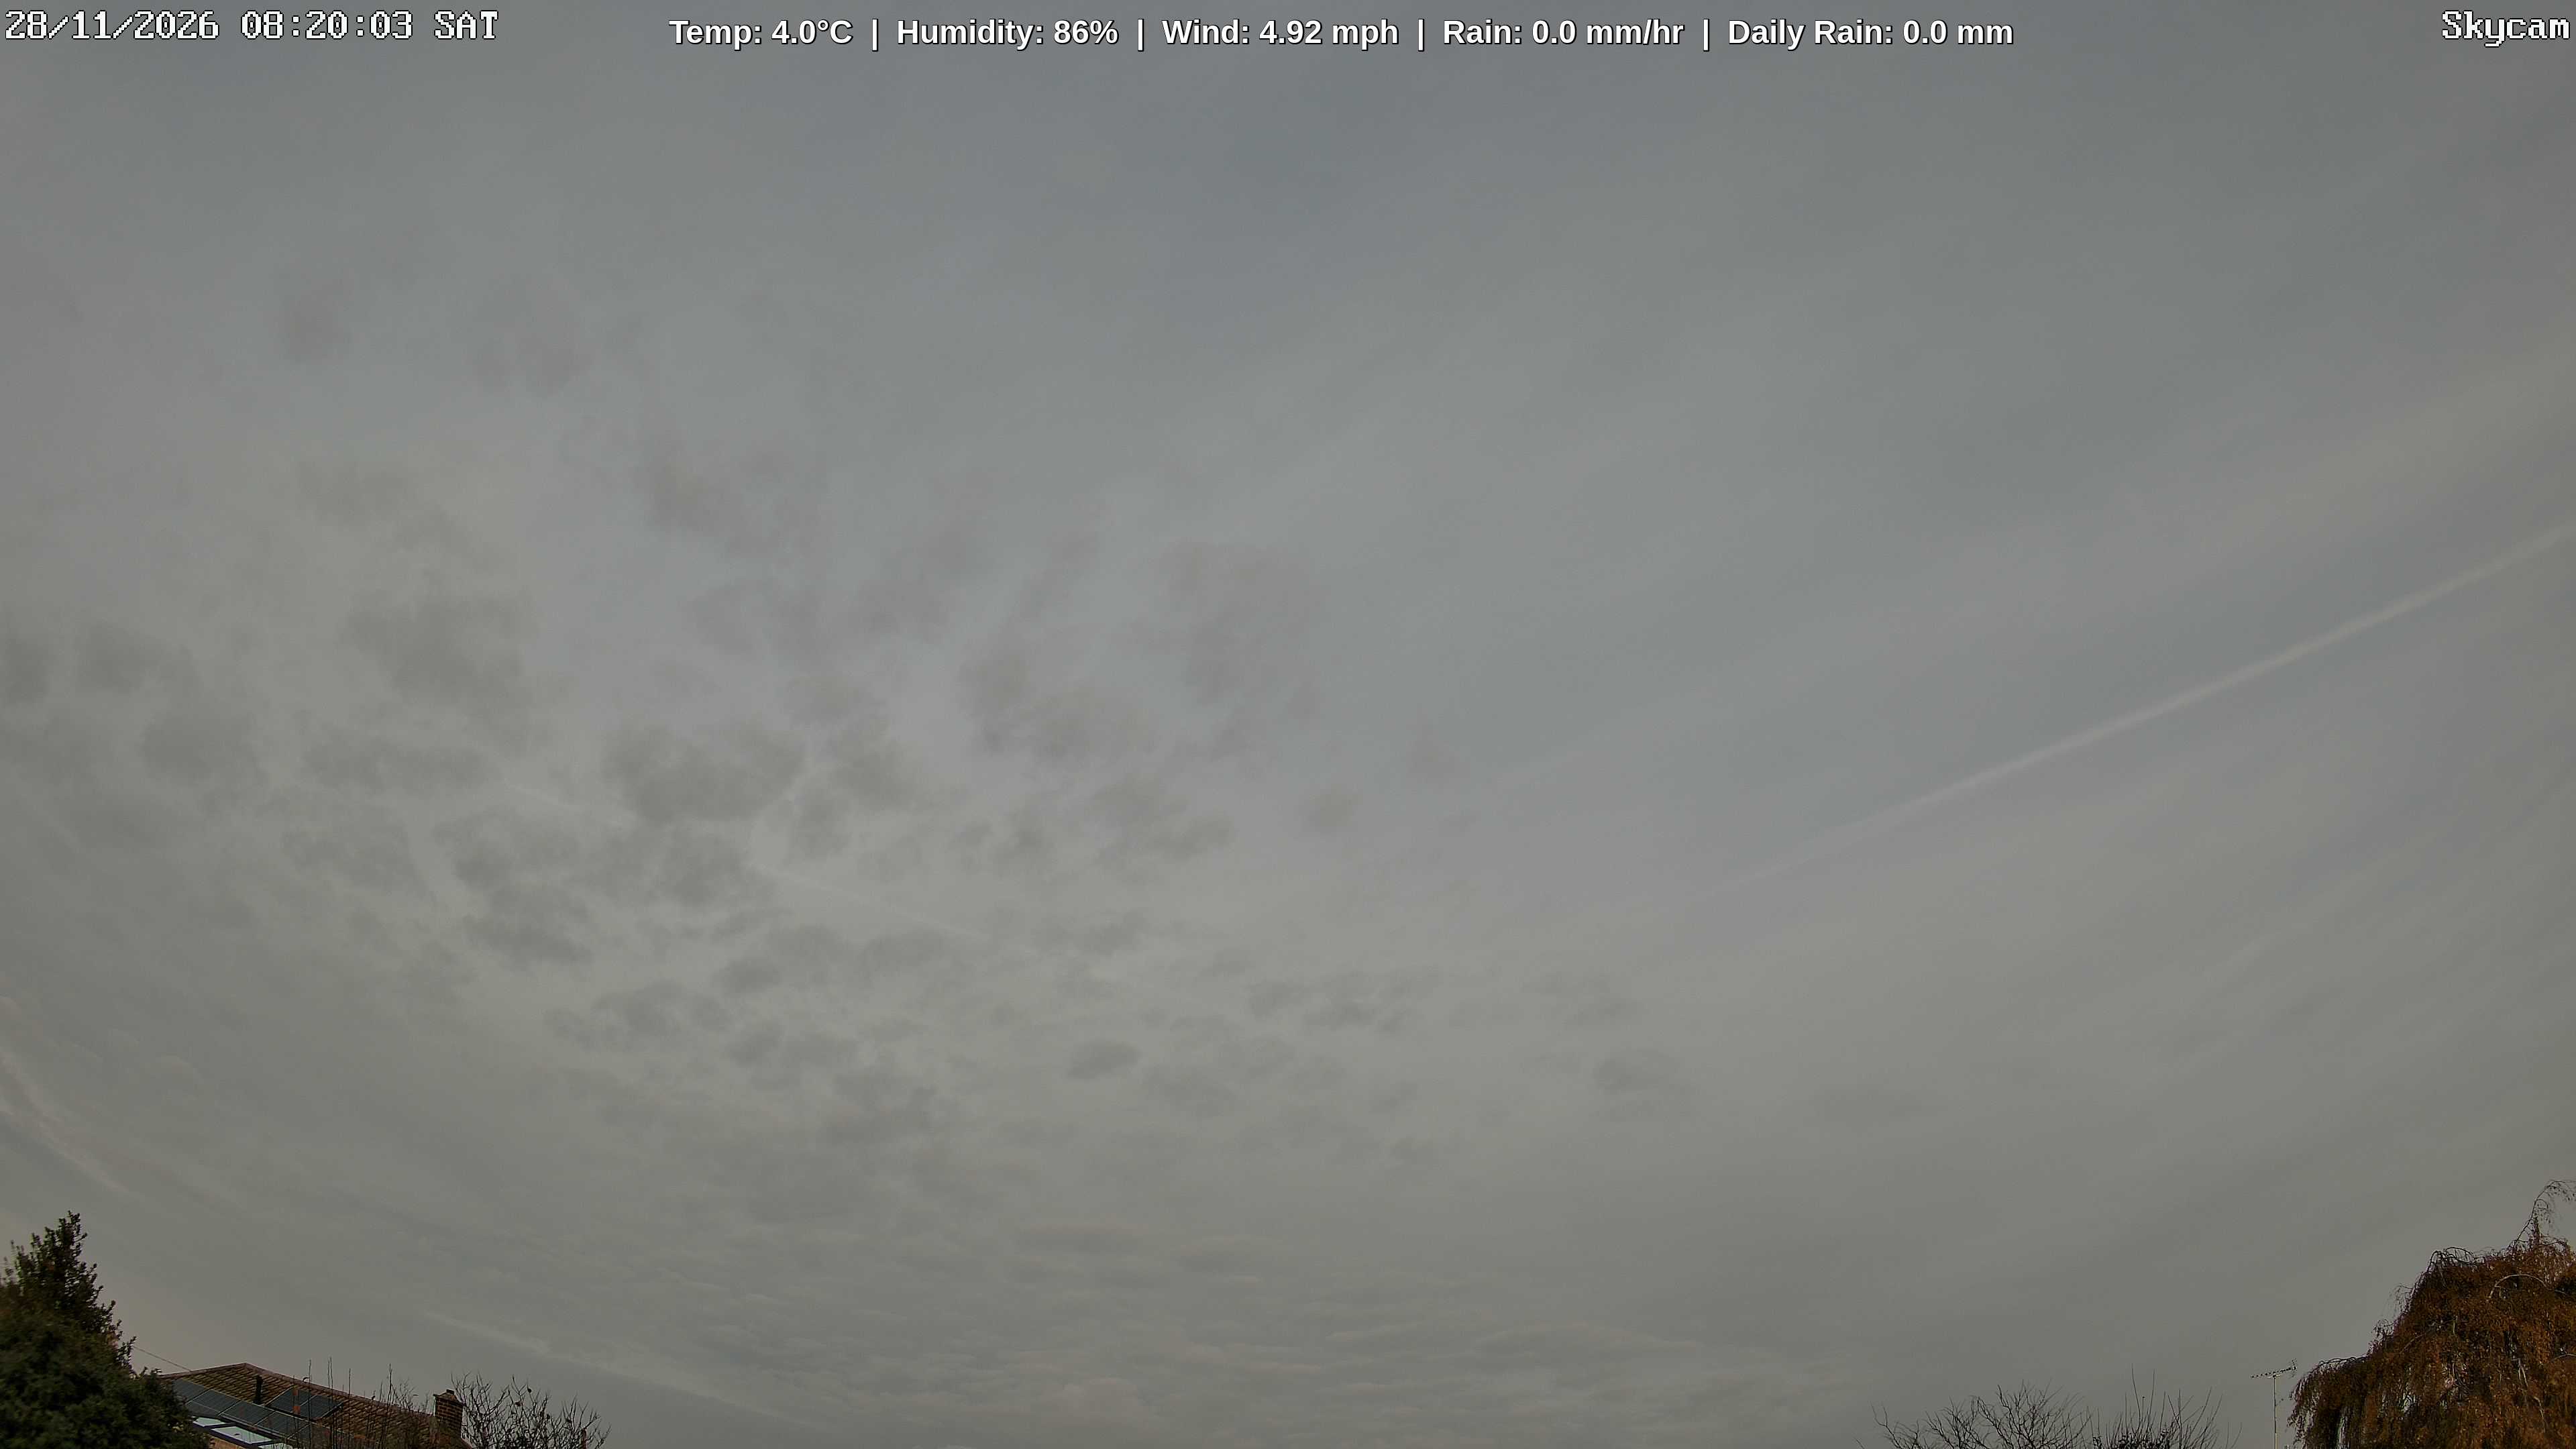 28/11/2026 08:20:03 SAT
Temp: 4.0°C | Humidity: 86% | Wind: 4.92 mph | Rain: 0.0 mm/hr | Daily Rain: 0.0 mm
Skycam